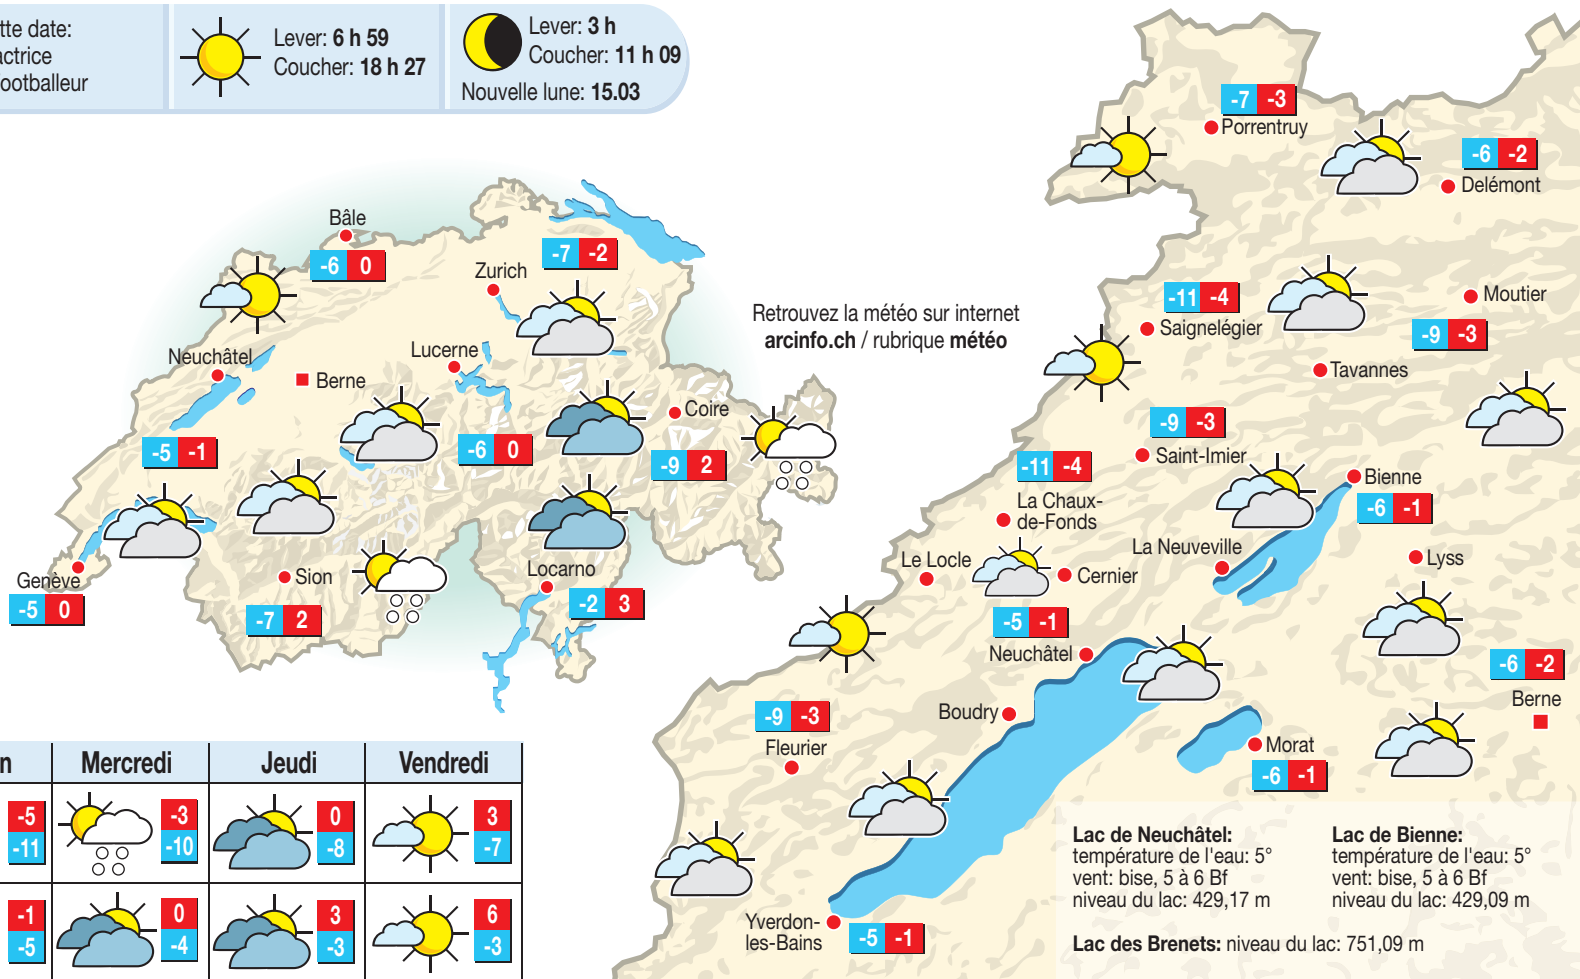 tte date:
actrice
ootballeur
Lever: 6 h 59
Coucher: 18 h 27
Lever: 3 h
Coucher: 11 h 09
Nouvelle lune: 15.03
Bâle
-6 0
Zurich
-7 -2
Neuchâtel
-5 -1
Berne
Lucerne
-6 0
Coire
-9 2
Genève
-5 0
Sion
-7 2
Locarno
-2 3
Retrouvez la météo sur internet
arcinfo.ch / rubrique météo
-7 -3
Porrentruy
-6 -2
Delémont
-11 -4
Saignelégier
Moutier
-9 -3
Tavannes
-9 -3
Saint-Imier
-11 -4
La Chaux-
de-Fonds
Bienne
-6 -1
Le Locle
Cernier
La Neuveville
Lyss
-5 -1
Neuchâtel
-6 -2
Berne
-9 -3
Fleurier
Boudry
Morat
-6 -1
Yverdon-
les-Bains
-5 -1
n
Mercredi
Jeudi
Vendredi
-5
-11
-3
-10
0
-8
3
-7
-1
-5
0
-4
3
-3
6
-3
Lac de Neuchâtel:
température de l'eau: 5°
vent: bise, 5 à 6 Bf
niveau du lac: 429,17 m
Lac de Bienne:
température de l'eau: 5°
vent: bise, 5 à 6 Bf
niveau du lac: 429,09 m
Lac des Brenets: niveau du lac: 751,09 m